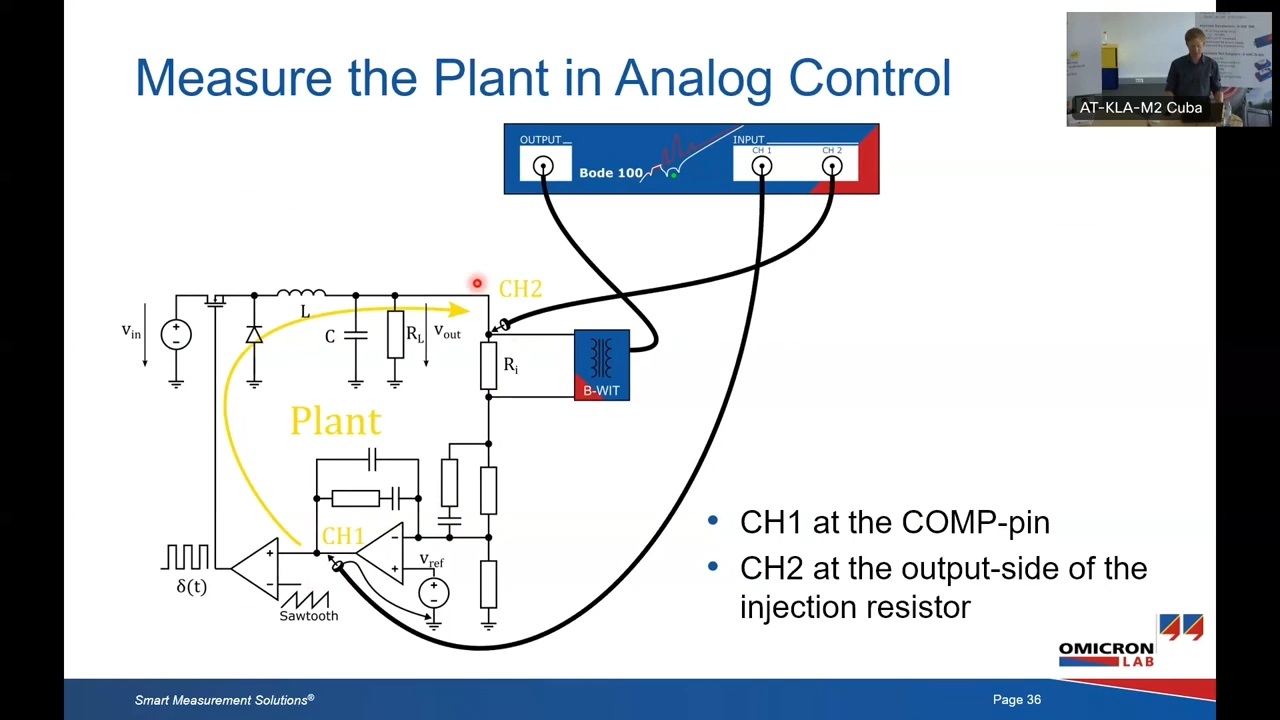 Measure the Plant in Analog Control
AT-KLA-M2 Cuba
OUTPUT
INPUT
CH 1
CH 2
Bode 100
CH2
L
vin
C
RL
vout
Ri
B-WIT
Plant
CH1
vref
δ(t)
Sawtooth
• CH1 at the COMP-pin
• CH2 at the output-side of the
injection resistor
OMICRON
LAB
Smart Measurement Solutions®
Page 36